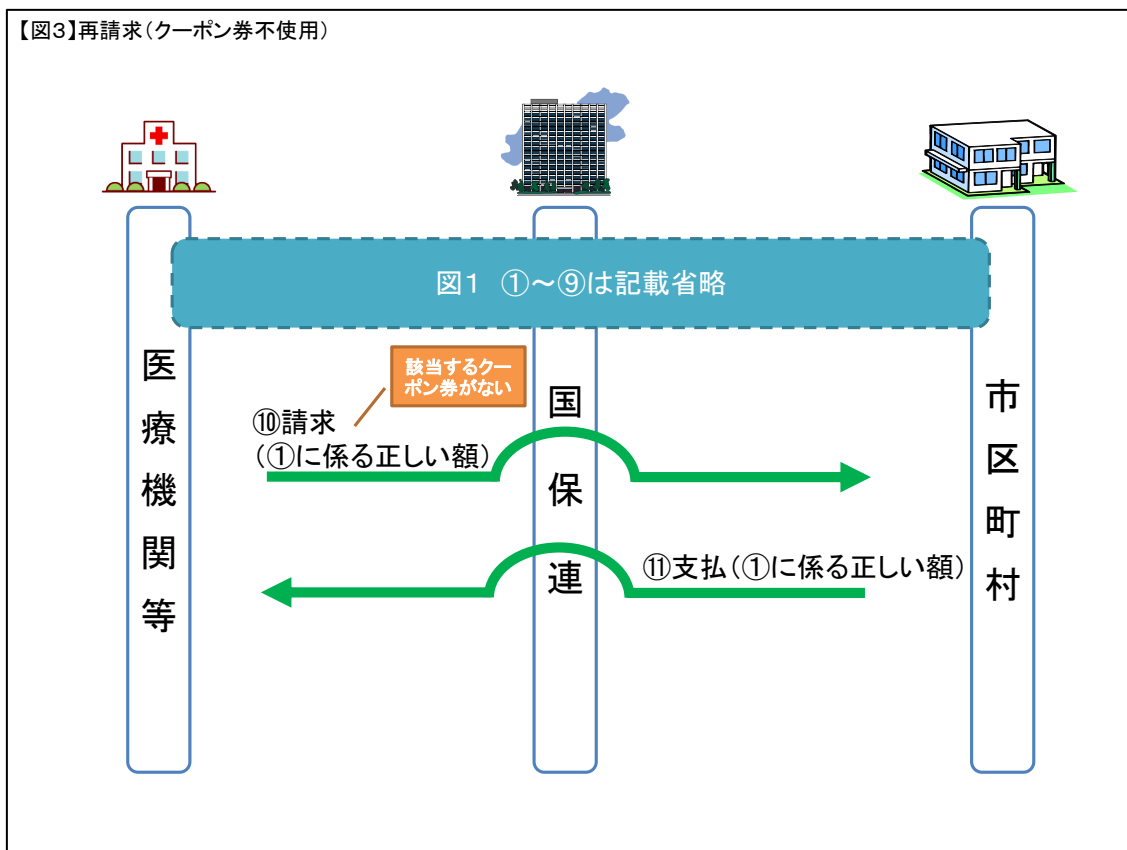 【図3】再請求(クーポン券不使用)
図1 ①～⑨は記載省略
該当するクー
ポン券がない
⑩請求
(①に係る正しい額)
⑪支払(①に係る正しい額)
医療機関等
国保連
市区町村